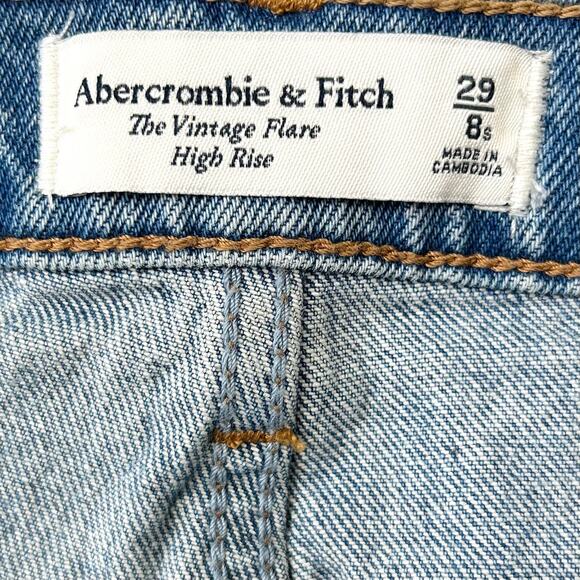 Abercrombie & Fitch
The Vintage Flare
High Rise
29
8s
MADE IN
CAMBODIA